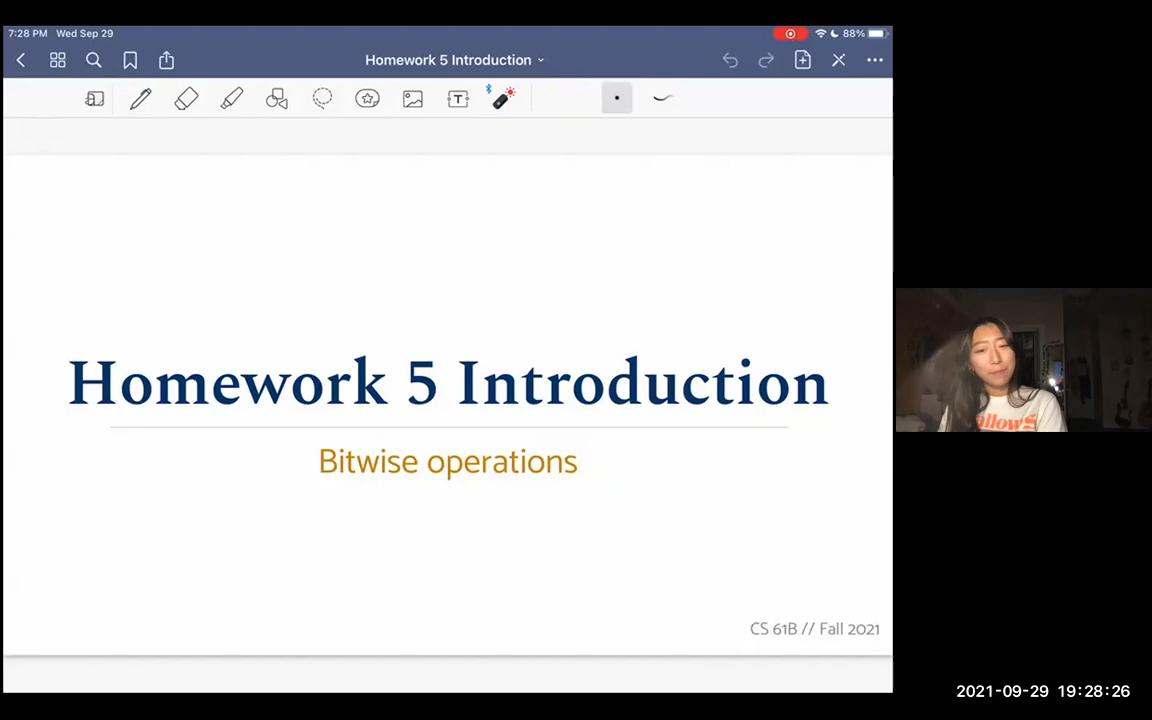 7:28 PM Wed Sep 29
88%
Homework 5 Introduction
T
Homework 5 Introduction
Bitwise operations
CS 61B // Fall 2021
allows
2021-09-29 19:28:26